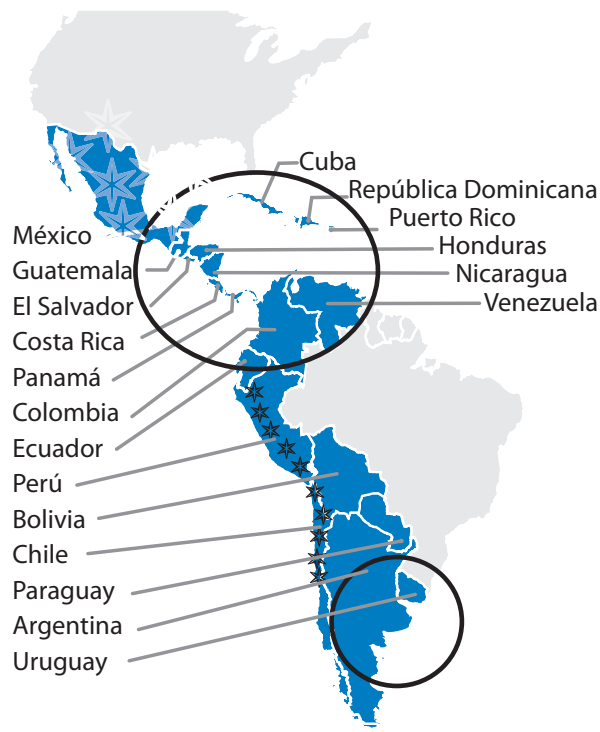 Cuba
República Dominicana
Puerto Rico
Honduras
Nicaragua
Venezuela
México
Guatemala
El Salvador
Costa Rica
Panamá
Colombia
Ecuador
Perú
Bolivia
Chile
Paraguay
Argentina
Uruguay